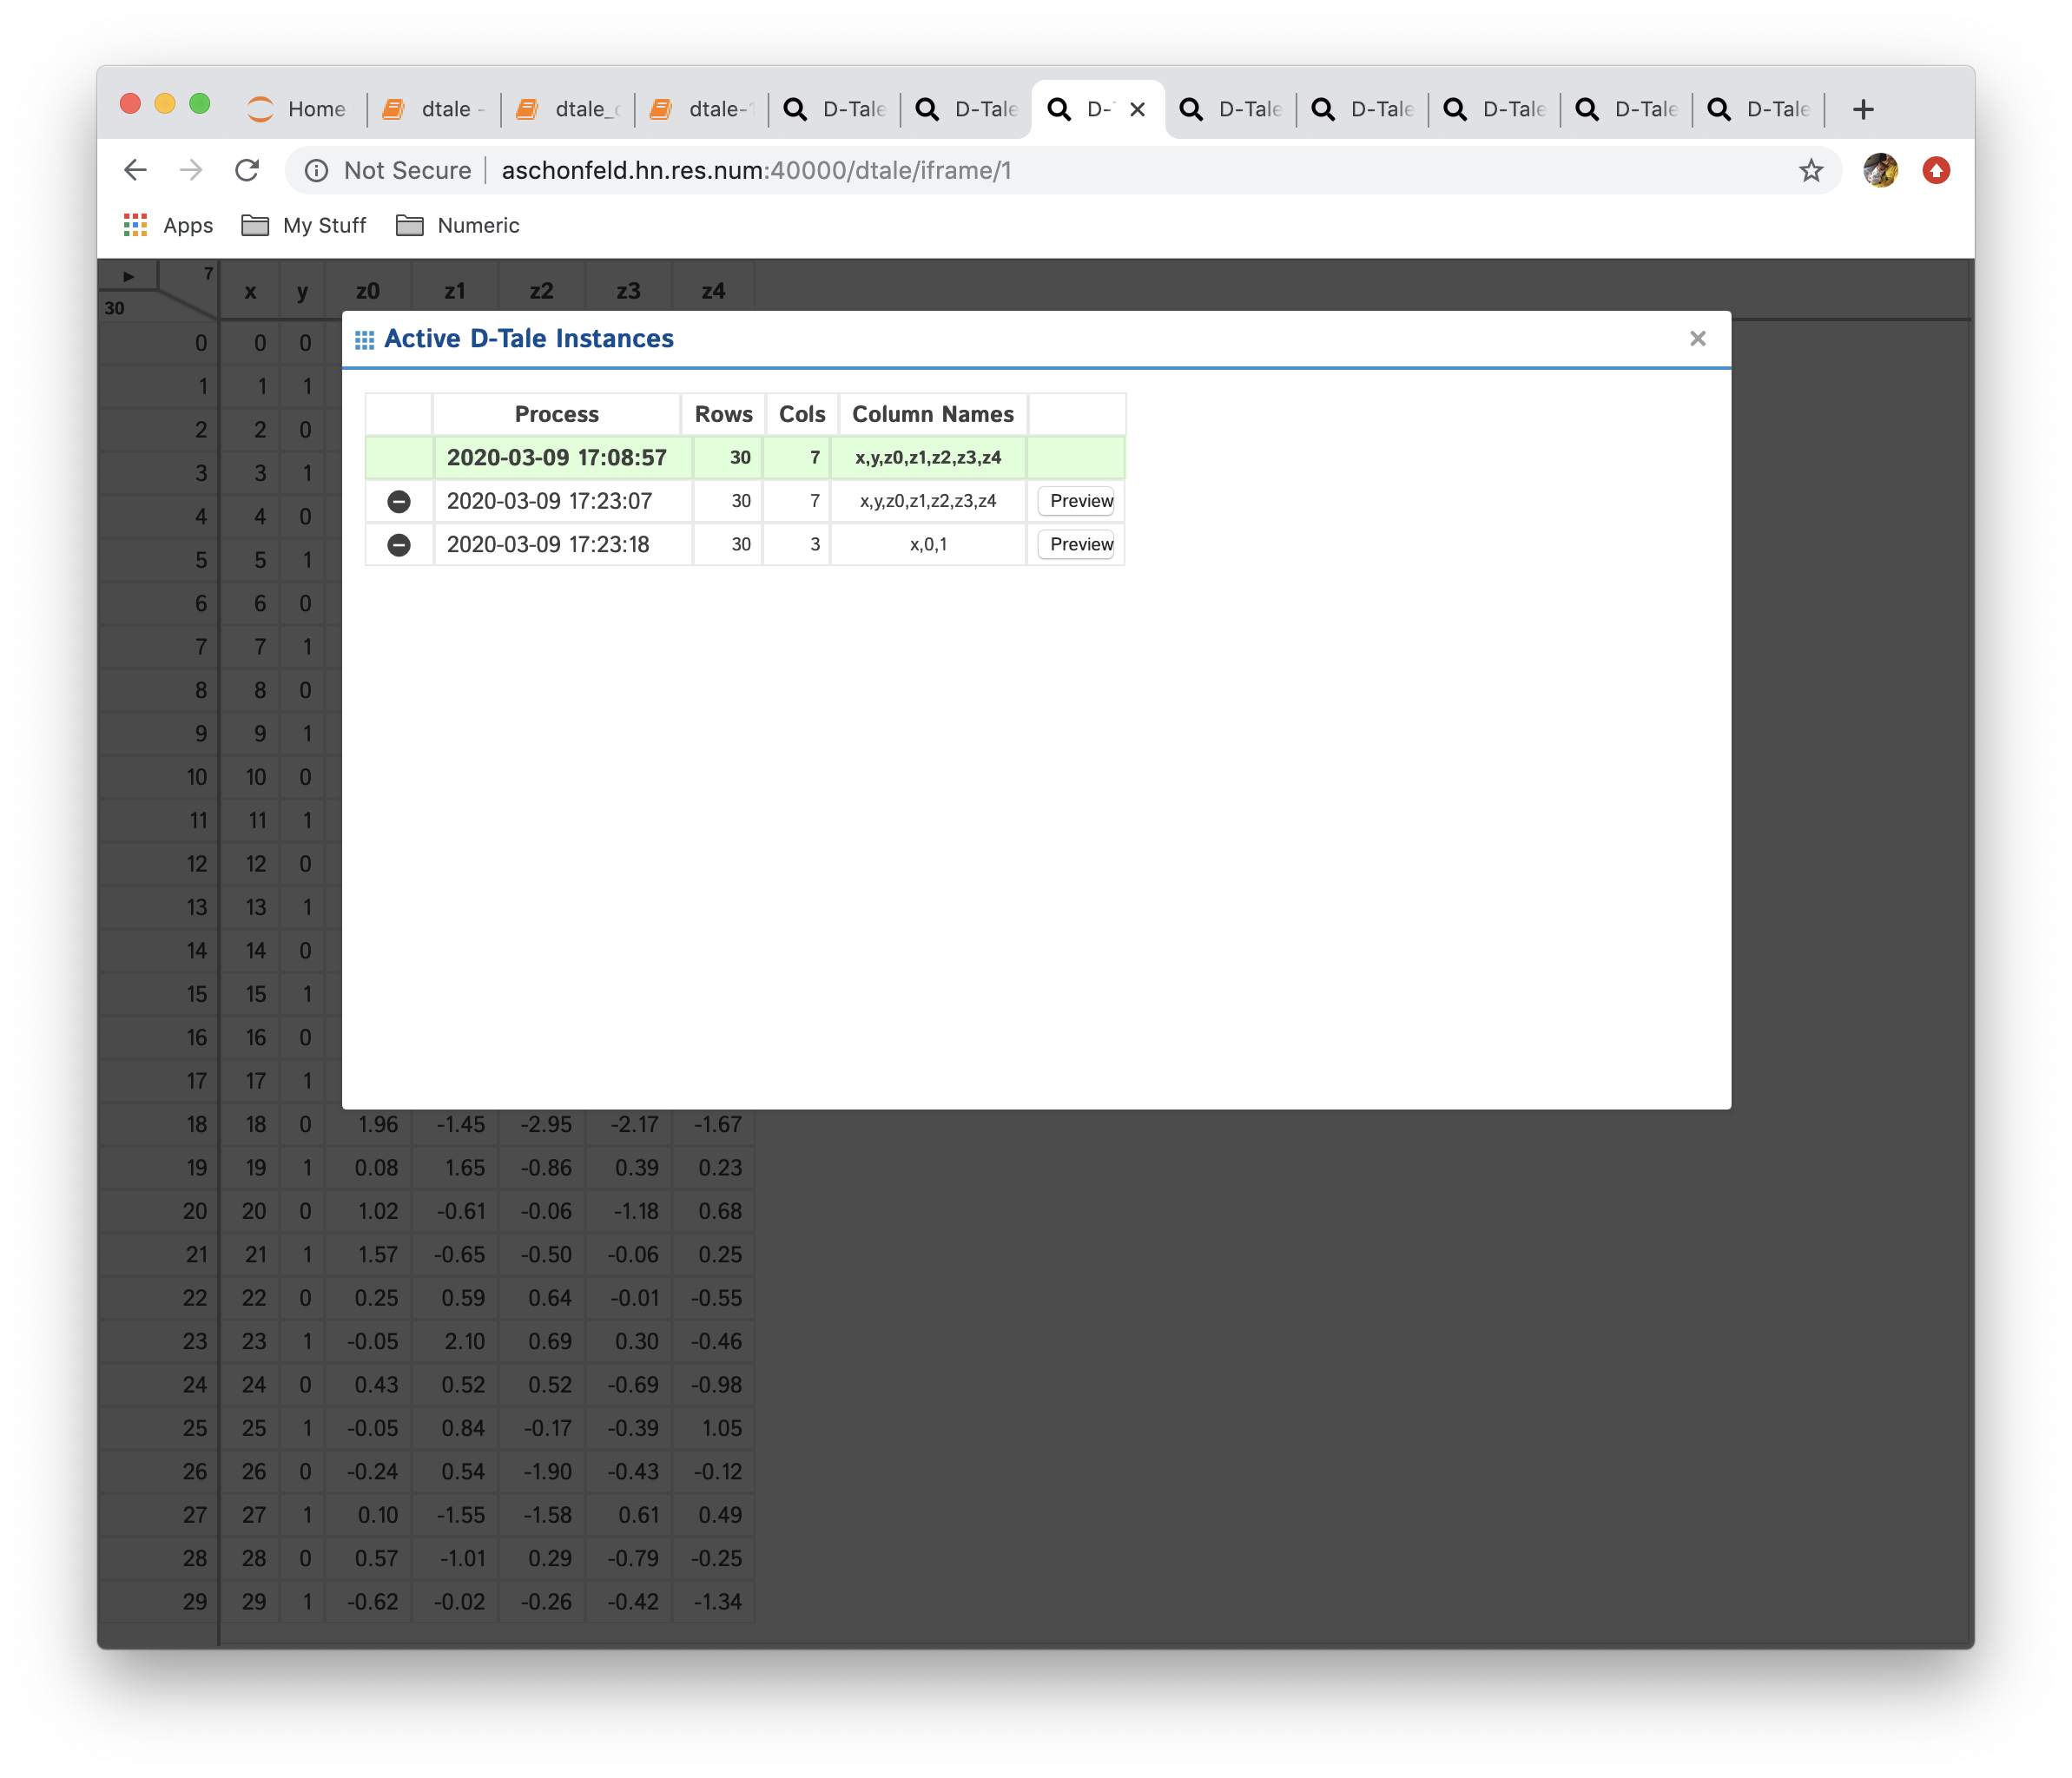 Home dtale - dtale_c dtale-1 D-Tale D-Tale D- D-Tale D-Tale D-Tale D-Tale D-Tale
Not Secure aschonfeld.hn.res.num:40000/dtale/iframe/1
Apps My Stuff Numeric
7
30
x y z0 z1 z2 z3 z4
Active D-Tale Instances
Process Rows Cols Column Names
2020-03-09 17:08:57 30 7 x,y,z0,z1,z2,z3,z4
2020-03-09 17:23:07 30 7 x,y,z0,z1,z2,z3,z4 Preview
2020-03-09 17:23:18 30 3 x,0,1 Preview
0 0 0
1 1 1
2 2 0
3 3 1
4 4 0
5 5 1
6 6 0
7 7 1
8 8 0
9 9 1
10 10 0
11 11 1
12 12 0
13 13 1
14 14 0
15 15 1
16 16 0
17 17 1
18 18 0 1.96 -1.45 -2.95 -2.17 -1.67
19 19 1 0.08 1.65 -0.86 0.39 0.23
20 20 0 1.02 -0.61 -0.06 -1.18 0.68
21 21 1 1.57 -0.65 -0.50 -0.06 0.25
22 22 0 0.25 0.59 0.64 -0.01 -0.55
23 23 1 -0.05 2.10 0.69 0.30 -0.46
24 24 0 0.43 0.52 0.52 -0.69 -0.98
25 25 1 -0.05 0.84 -0.17 -0.39 1.05
26 26 0 -0.24 0.54 -1.90 -0.43 -0.12
27 27 1 0.10 -1.55 -1.58 0.61 0.49
28 28 0 0.57 -1.01 0.29 -0.79 -0.25
29 29 1 -0.62 -0.02 -0.26 -0.42 -1.34